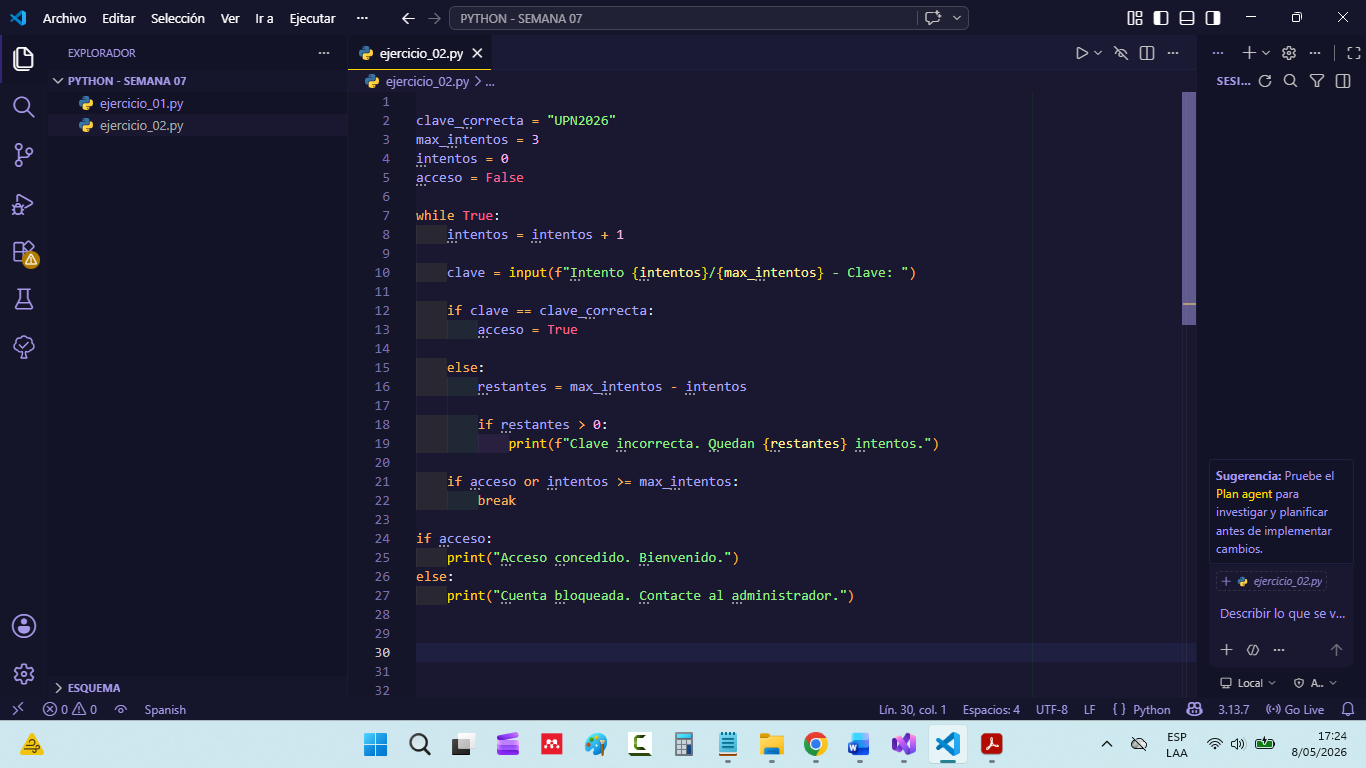 Archivo Editar Selección Ver Ir a Ejecutar ···
PYTHON - SEMANA 07
EXPLORADOR
PYTHON - SEMANA 07
ejercicio_01.py
ejercicio_02.py
ESQUEMA
ejercicio_02.py
ejercicio_02.py > ...
1
2 clave_correcta = "UPN2026"
3 max_intentos = 3
4 intentos = 0
5 acceso = False
6
7 while True:
8     intentos = intentos + 1
9
10     clave = input(f"Intento {intentos}/{max_intentos} - Clave: ")
11
12     if clave == clave_correcta:
13         acceso = True
14
15     else:
16         restantes = max_intentos - intentos
17
18         if restantes > 0:
19             print(f"Clave incorrecta. Quedan {restantes} intentos.")
20
21     if acceso or intentos >= max_intentos:
22         break
23
24 if acceso:
25     print("Acceso concedido. Bienvenido.")
26 else:
27     print("Cuenta bloqueada. Contacte al administrador.")
28
29
30
31
32
SESI...
Sugerencia: Pruebe el
Plan agent para
investigar y planificar
antes de implementar
cambios.
ejercicio_02.py
Describir lo que se v...
Local
A..
0 0 Spanish
Lín. 30, col. 1 Espacios: 4 UTF-8 LF { } Python 3.13.7 Go Live
ESP
LAA
17:24
8/05/2026